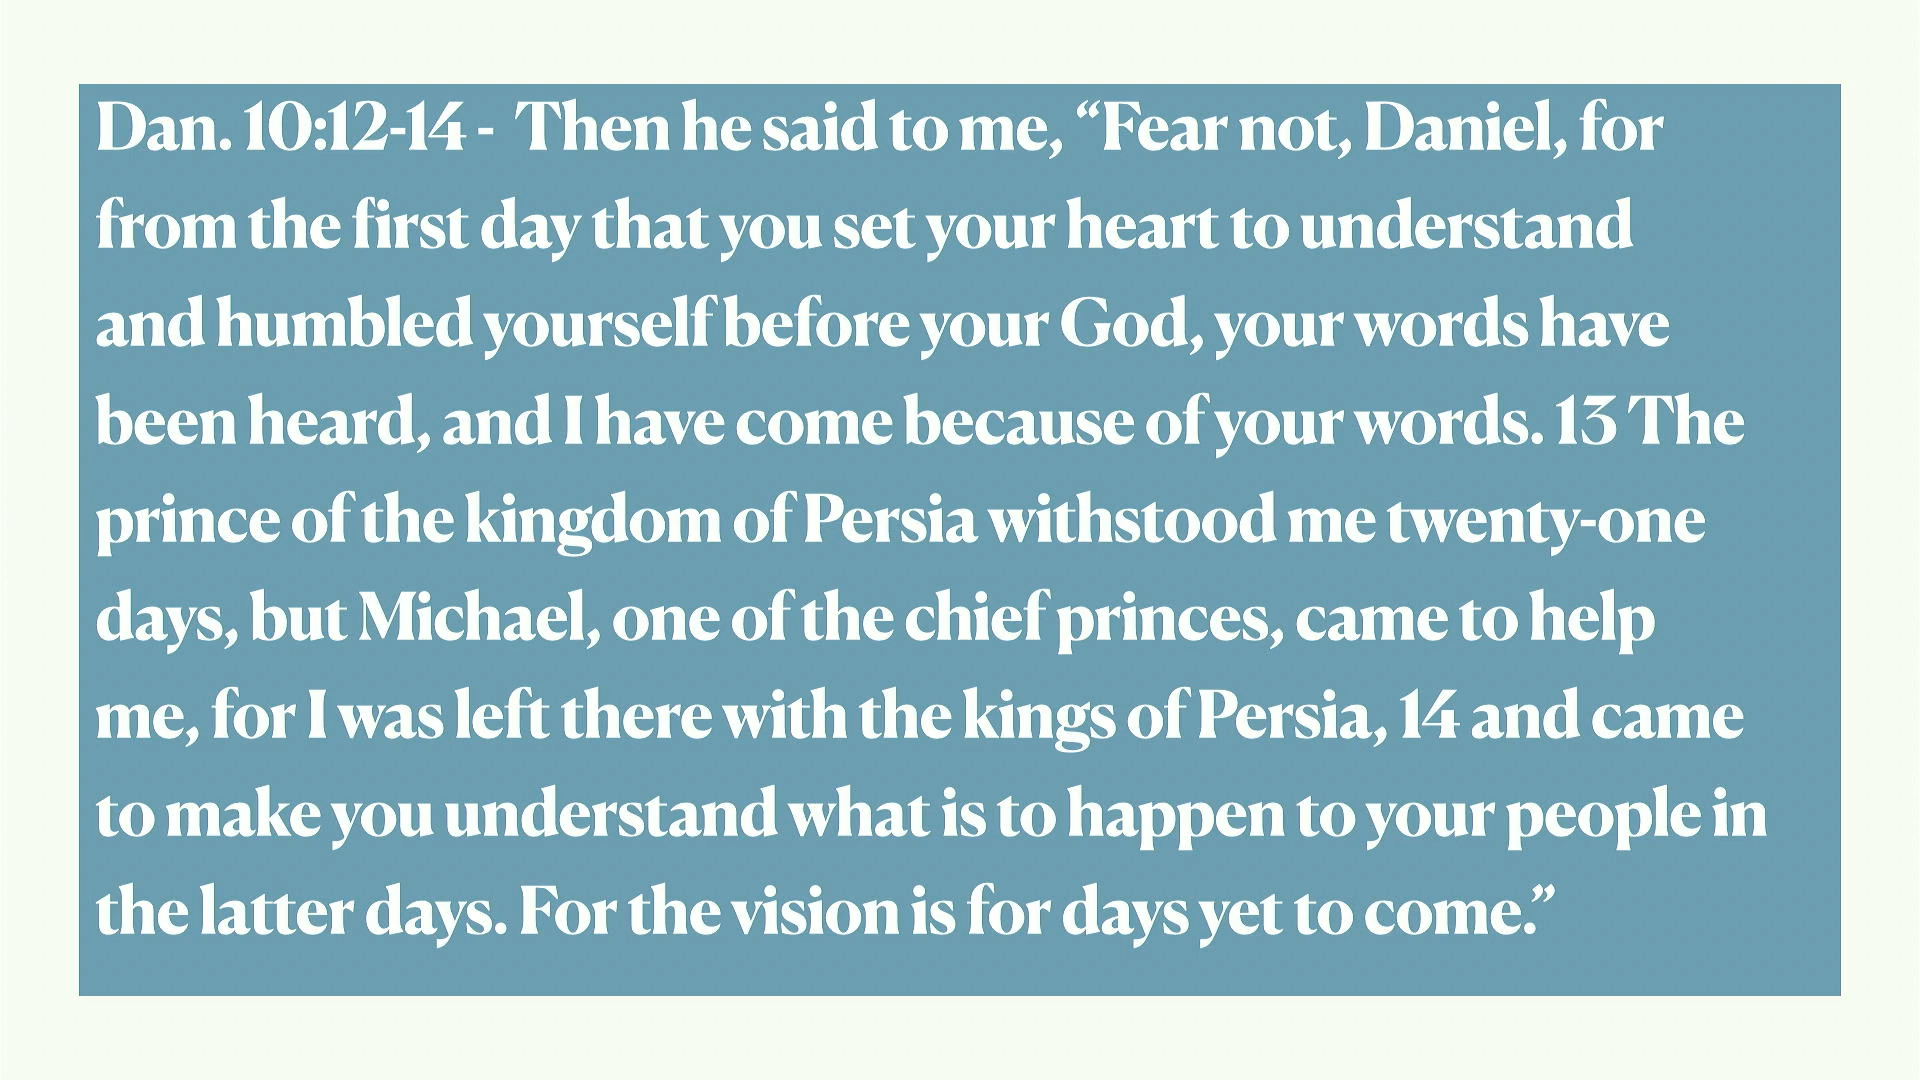 Dan. 10:12-14 -  Then he said to me, “Fear not, Daniel, for
from the first day that you set your heart to understand
and humbled yourself before your God, your words have
been heard, and I have come because of your words. 13 The
prince of the kingdom of Persia withstood me twenty-one
days, but Michael, one of the chief princes, came to help
me, for I was left there with the kings of Persia, 14 and came
to make you understand what is to happen to your people in
the latter days. For the vision is for days yet to come.”